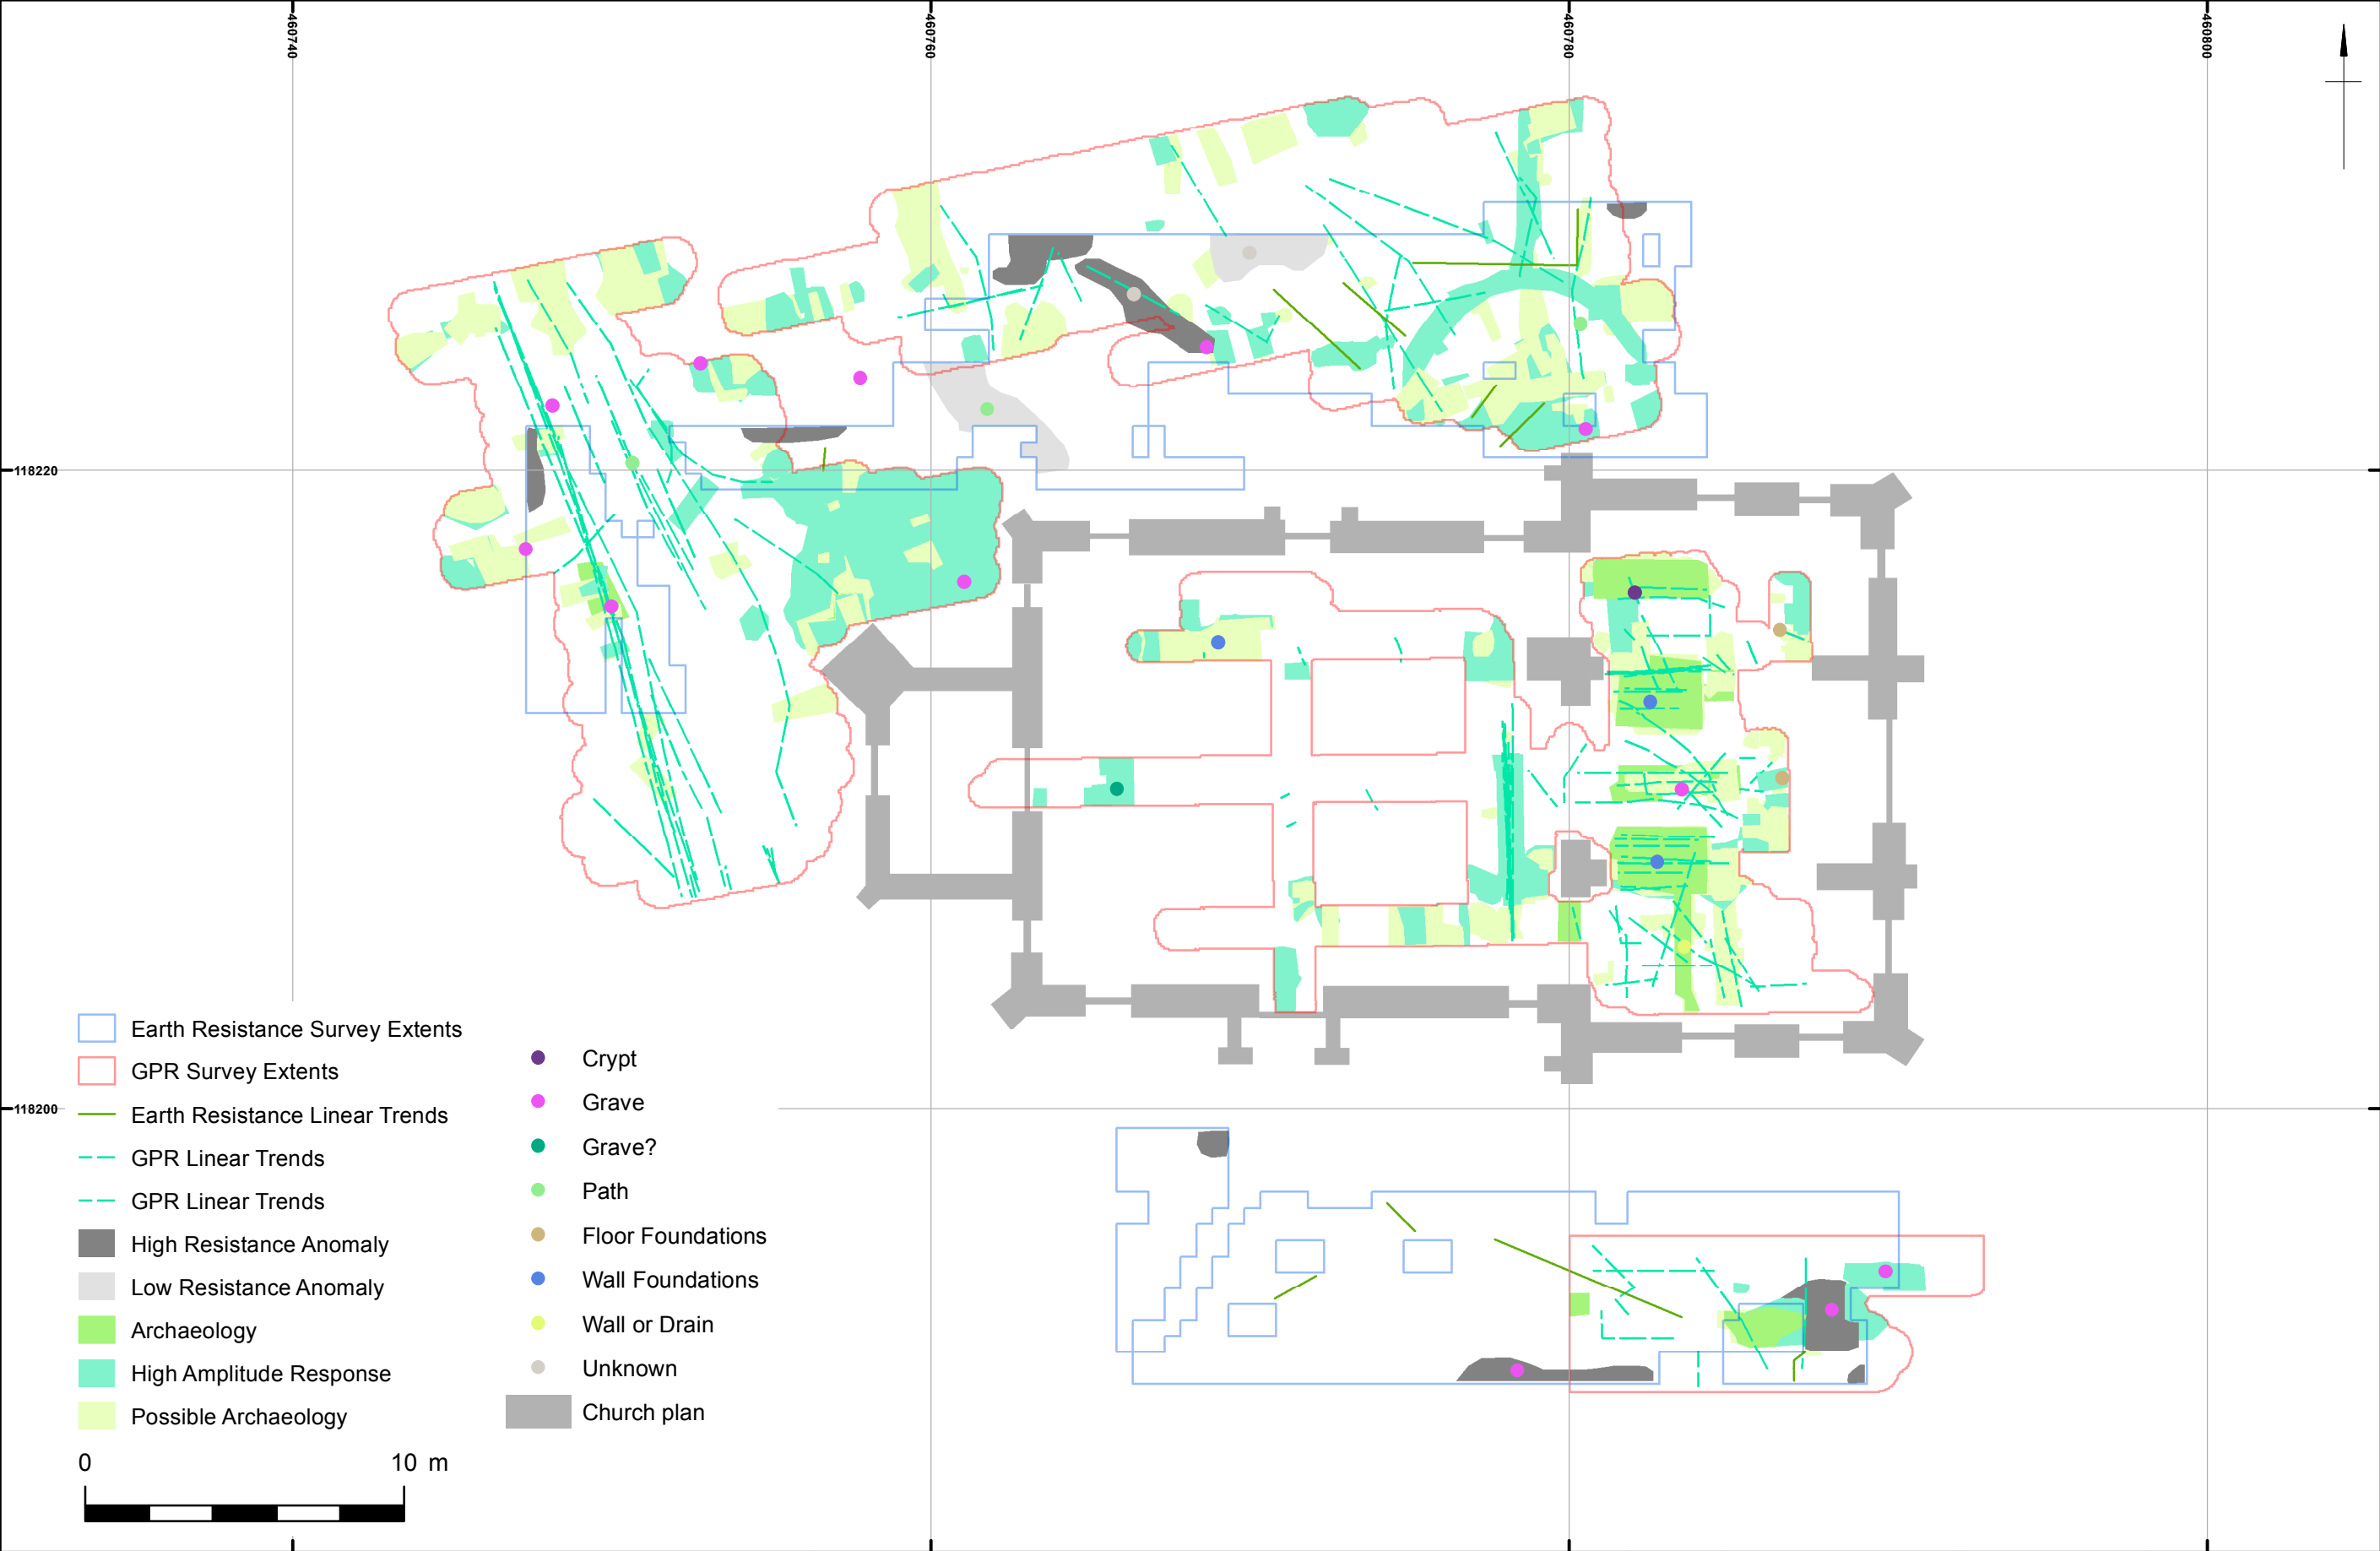 460740
460760
460780
460800
118220
118200
Earth Resistance Survey Extents
GPR Survey Extents
Earth Resistance Linear Trends
GPR Linear Trends
GPR Linear Trends
High Resistance Anomaly
Low Resistance Anomaly
Archaeology
High Amplitude Response
Possible Archaeology
Crypt
Grave
Grave?
Path
Floor Foundations
Wall Foundations
Wall or Drain
Unknown
Church plan
0 10 m